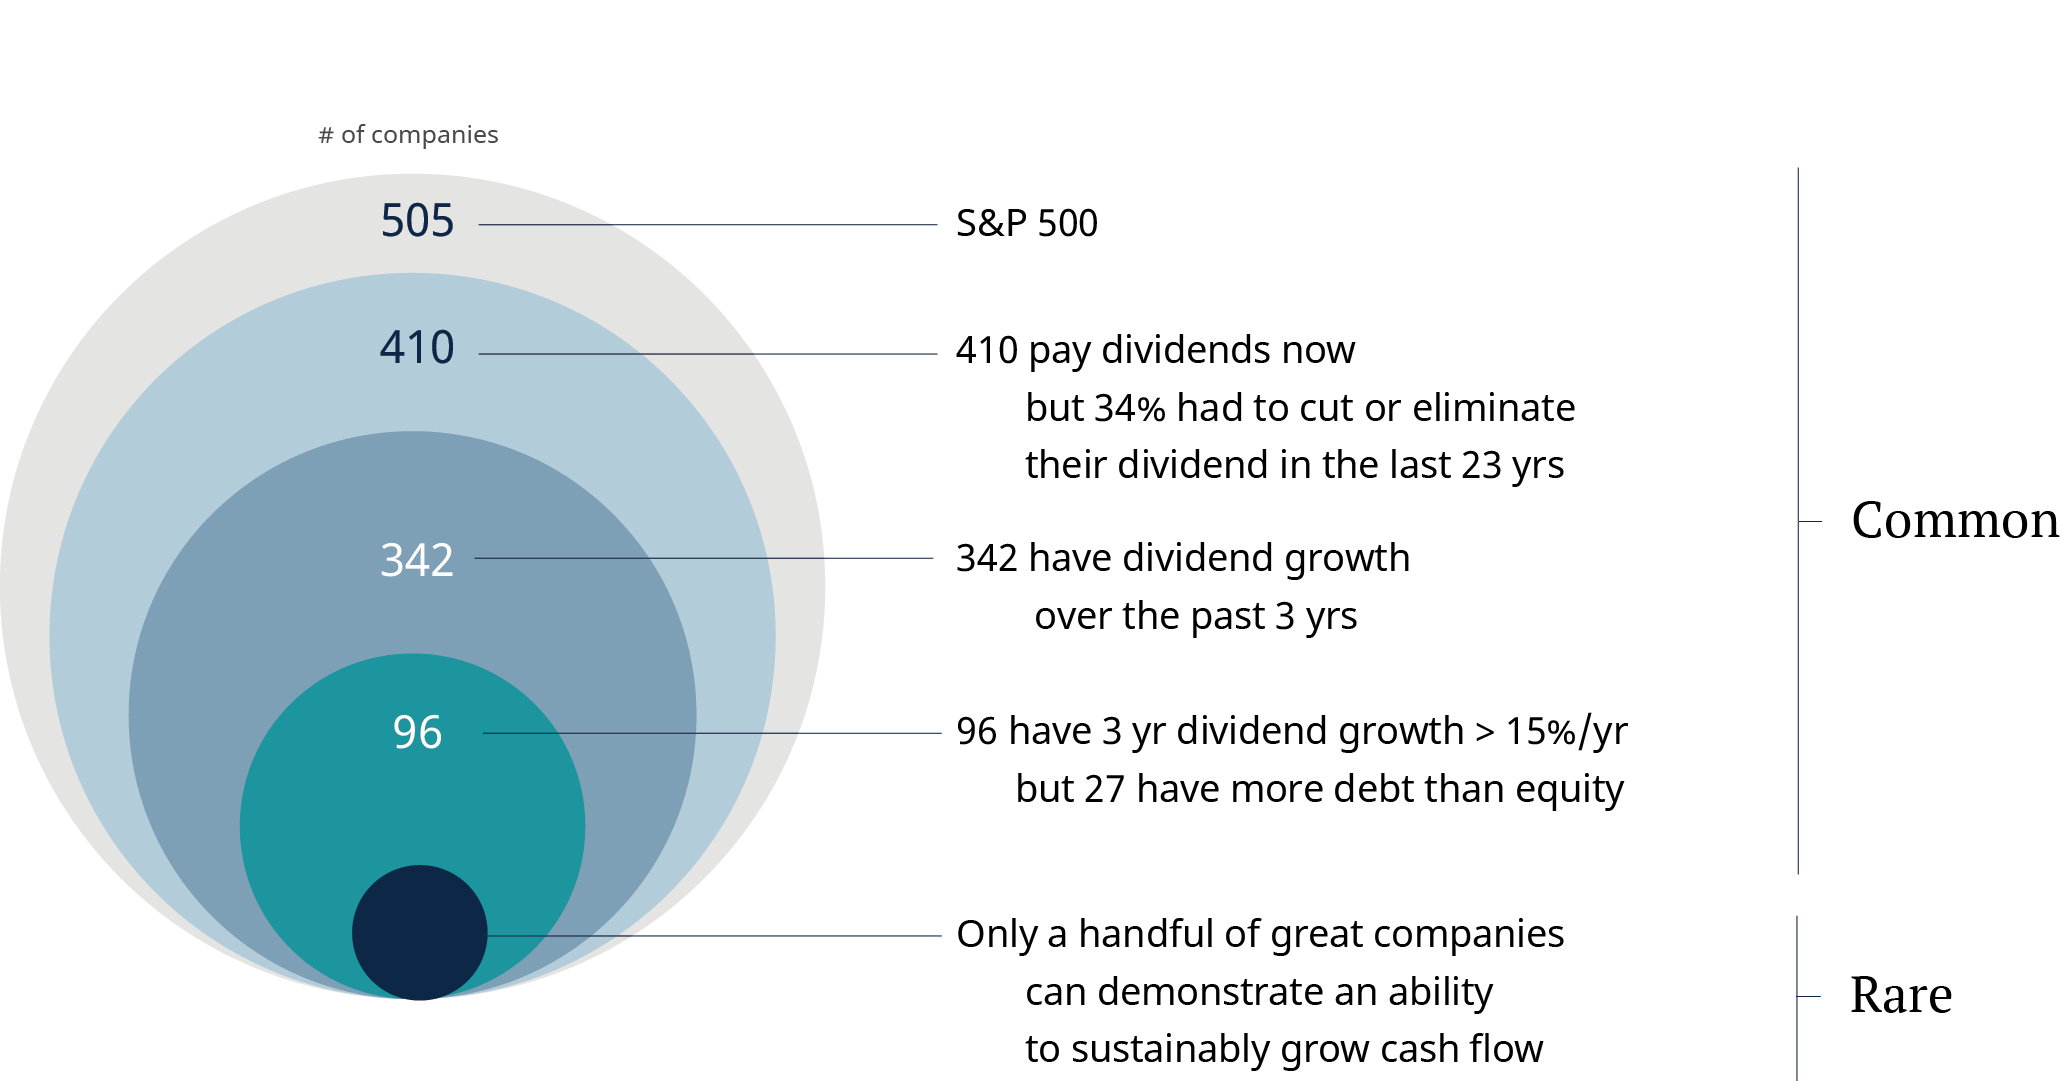 # of companies
505
S&P 500
410
410 pay dividends now
but 34% had to cut or eliminate
their dividend in the last 23 yrs
342
342 have dividend growth
over the past 3 yrs
Common
96
96 have 3 yr dividend growth > 15%/yr
but 27 have more debt than equity
Only a handful of great companies
can demonstrate an ability
to sustainably grow cash flow
Rare